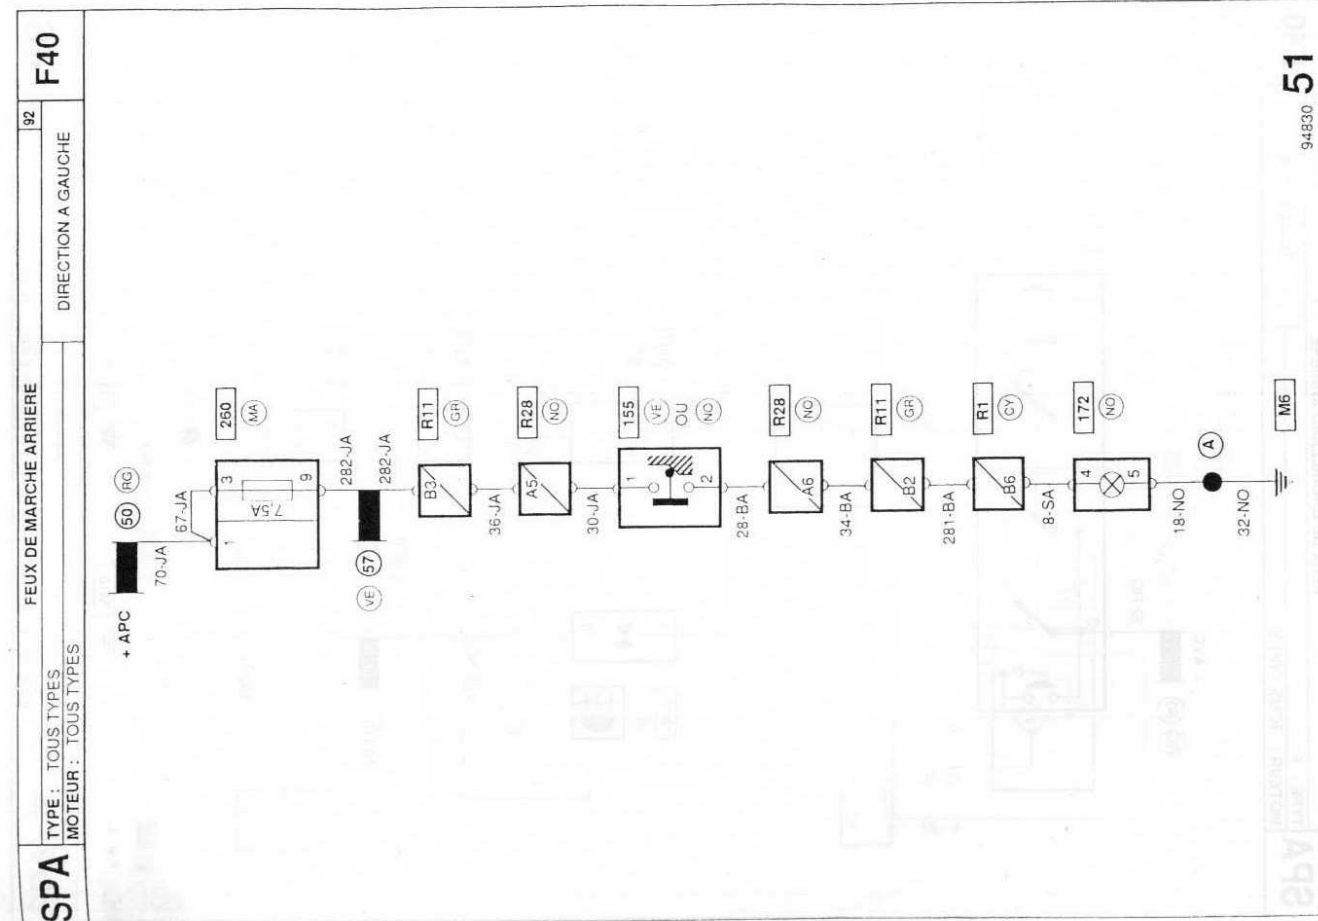 SPA
TYPE : TOUS TYPES
MOTEUR : TOUS TYPES
FEUX DE MARCHE ARRIERE
92
DIRECTION A GAUCHE
F40
+ APC
50 RG
70-JA
67-JA
1
3
7,5A
9
260
MA
282-JA
VE 57
282-JA
B3
R11
GR
36-JA
A5
R28
NO
30-JA
1
2
155
VE
OU
NO
28-BA
A6
R28
NO
34-BA
B2
R11
GR
281-BA
B6
R1
CY
8-SA
4
5
172
NO
18-NO
A
32-NO
M6
94830 51